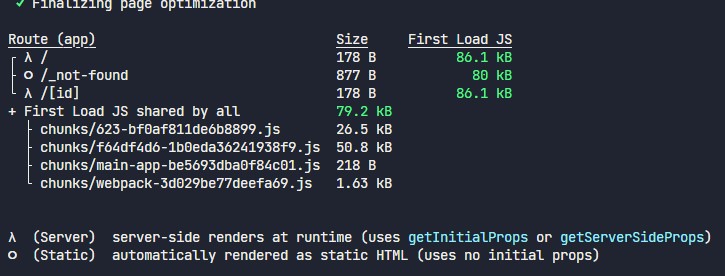 ✓ Finalizing page optimization
Route (app) Size First Load JS
┌ λ / 178 B 86.1 kB
├ ○ /_not-found 877 B 80 kB
└ λ /[id] 178 B 86.1 kB
+ First Load JS shared by all 79.2 kB
├ chunks/623-bf0af811de6b8899.js 26.5 kB
├ chunks/f64df4d6-1b0eda36241938f9.js 50.8 kB
├ chunks/main-app-be5693dba0f84c01.js 218 B
└ chunks/webpack-3d029be77deefa69.js 1.63 kB
λ (Server) server-side renders at runtime (uses getInitialProps or getServerSideProps)
○ (Static) automatically rendered as static HTML (uses no initial props)